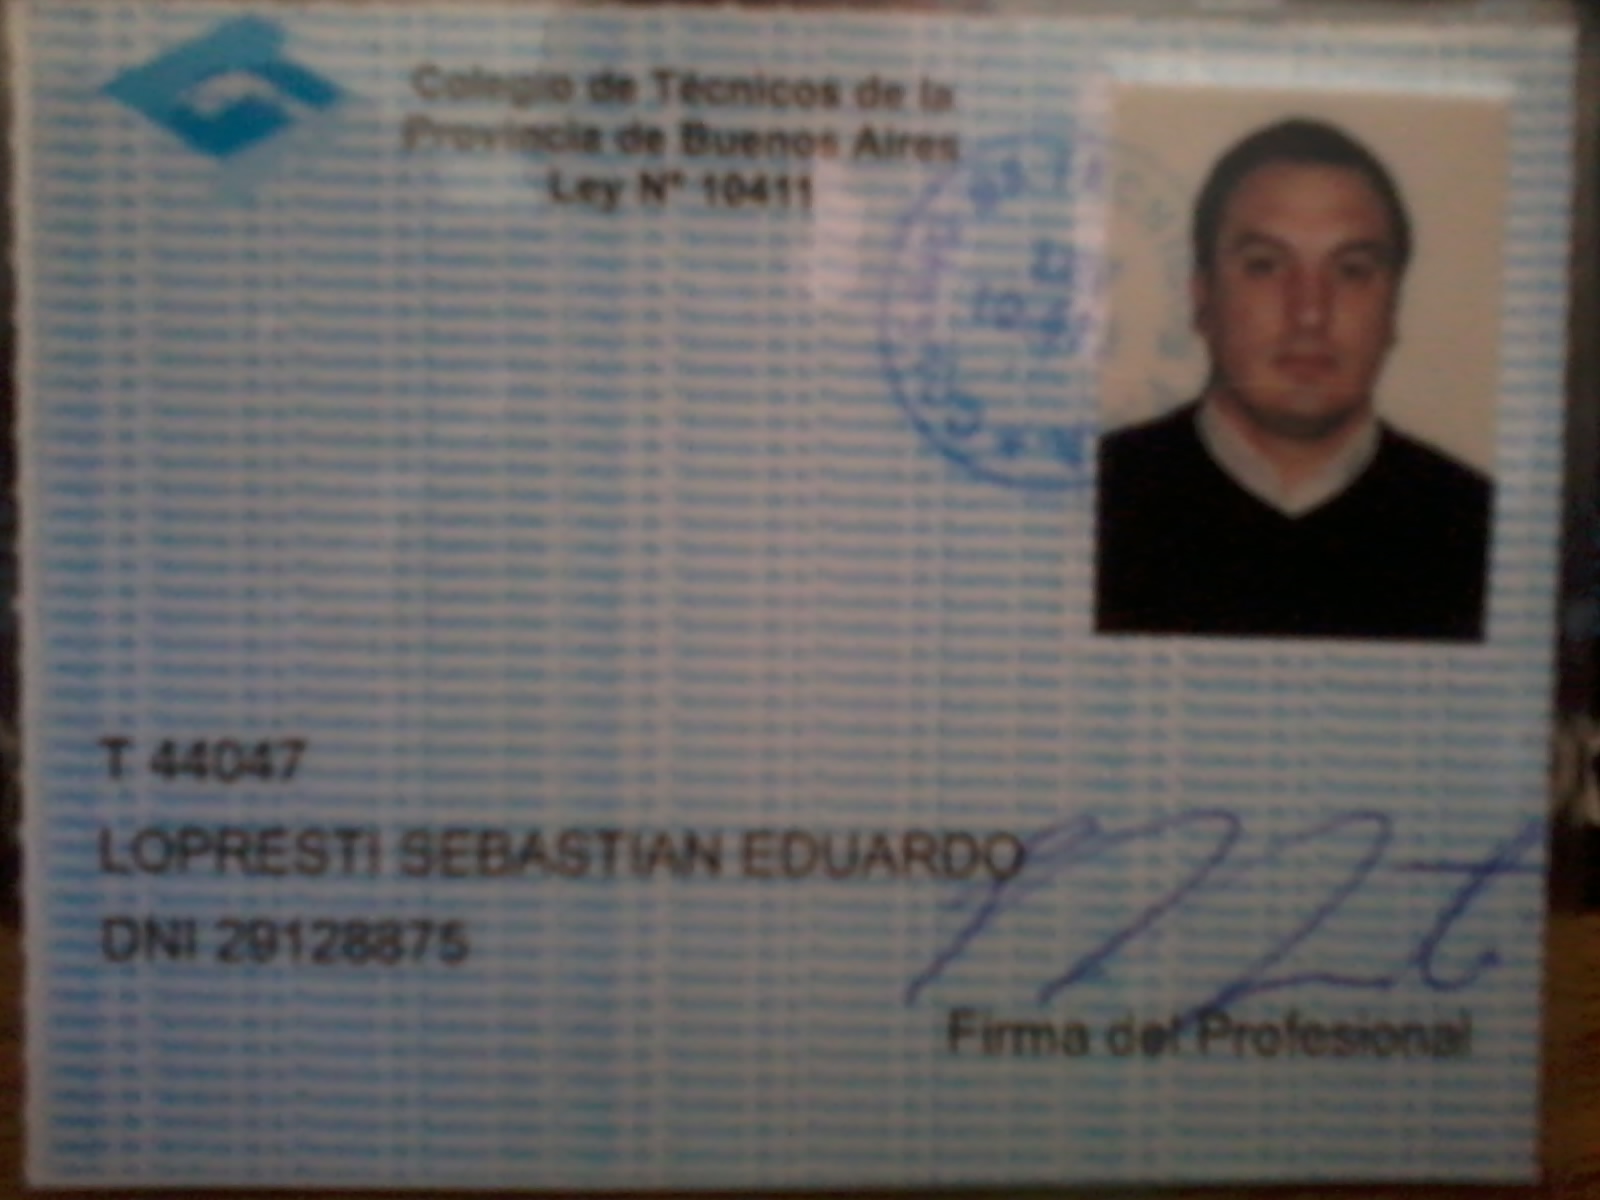 Colegio de Técnicos de la
Provincia de Buenos Aires
Ley N° 10411
T 44047
LOPRESTI SEBASTIAN EDUARDO
DNI 29128875
Firma del Profesional